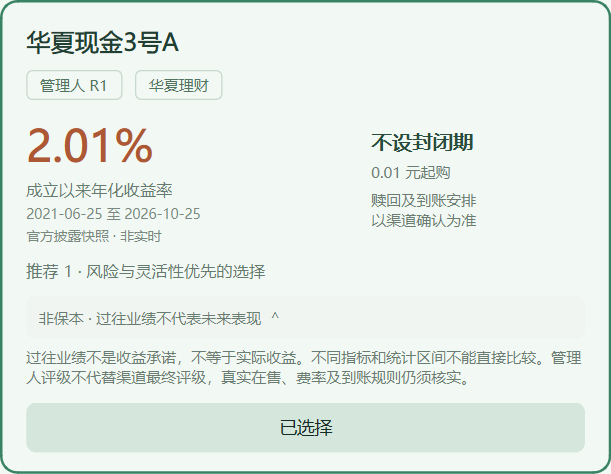 华夏现金3号A
管理人 R1
华夏理财
2.01%
成立以来年化收益率
2021-06-25 至 2026-10-25
官方披露快照 · 非实时
不设封闭期
0.01 元起购
赎回及到账安排
以渠道确认为准
推荐 1 · 风险与灵活性优先的选择
非保本 · 过往业绩不代表未来表现 ^
过往业绩不是收益承诺，不等于实际收益。不同指标和统计区间不能直接比较。管理
人评级不代替渠道最终评级，真实在售、费率及到账规则仍须核实。
已选择